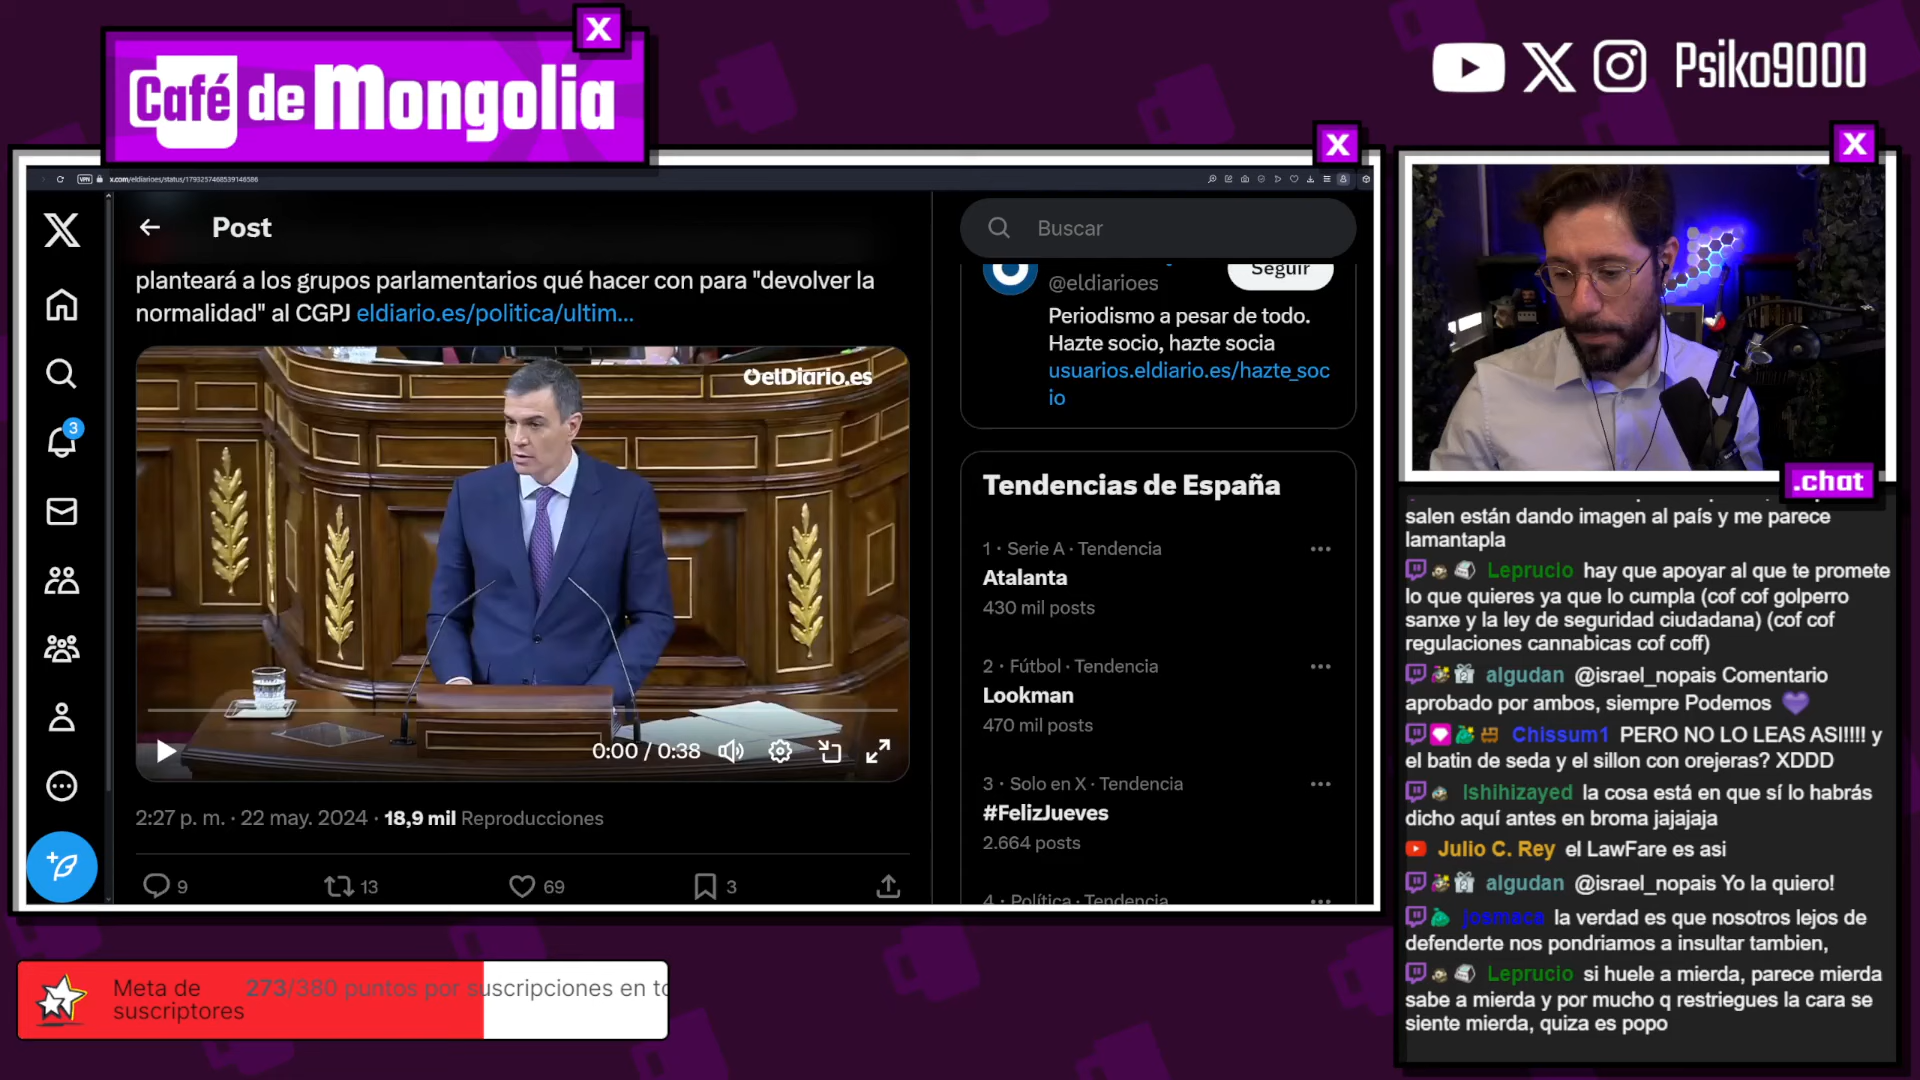 X
Café de Mongolia
Psiko9000
X
X
VPN
x.com/eldiarioes/status/1793257468539146586
Post
planteará a los grupos parlamentarios qué hacer con para "devolver la
normalidad" al CGPJ eldiario.es/politica/ultim...
elDiario.es
0:00 / 0:38
2:27 p. m. · 22 may. 2024 · 18,9 mil Reproducciones
9
13
69
3
3
Buscar
@eldiarioes
Seguir
Periodismo a pesar de todo.
Hazte socio, hazte socia
usuarios.eldiario.es/hazte_soc
io
Tendencias de España
1 · Serie A · Tendencia
Atalanta
430 mil posts
2 · Fútbol · Tendencia
Lookman
470 mil posts
3 · Solo en X · Tendencia
#FelizJueves
2.664 posts
4 · Política · Tendencia
.chat
salen están dando imagen al país y me parece
lamantapla
Leprucio hay que apoyar al que te promete
lo que quieres ya que lo cumpla (cof cof golperro
sanxe y la ley de seguridad ciudadana) (cof cof
regulaciones cannabicas cof coff)
algudan @israel_nopais Comentario
aprobado por ambos, siempre Podemos
Chissum1 PERO NO LO LEAS ASI!!!! y
el batin de seda y el sillon con orejeras? XDDD
Ishihizayed la cosa está en que sí lo habrás
dicho aquí antes en broma jajajaja
Julio C. Rey el LawFare es asi
algudan @israel_nopais Yo la quiero!
josmaca la verdad es que nosotros lejos de
defenderte nos pondriamos a insultar tambien,
Leprucio si huele a mierda, parece mierda
sabe a mierda y por mucho q restriegues la cara se
siente mierda, quiza es popo
7
Meta de
suscriptores
273/380 puntos por suscripciones en to